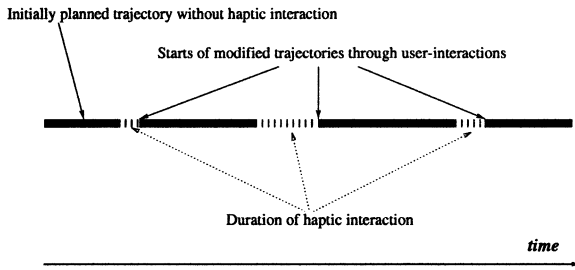 Initially planned trajectory without haptic interaction
Starts of modified trajectories through user-interactions
Duration of haptic interaction
time